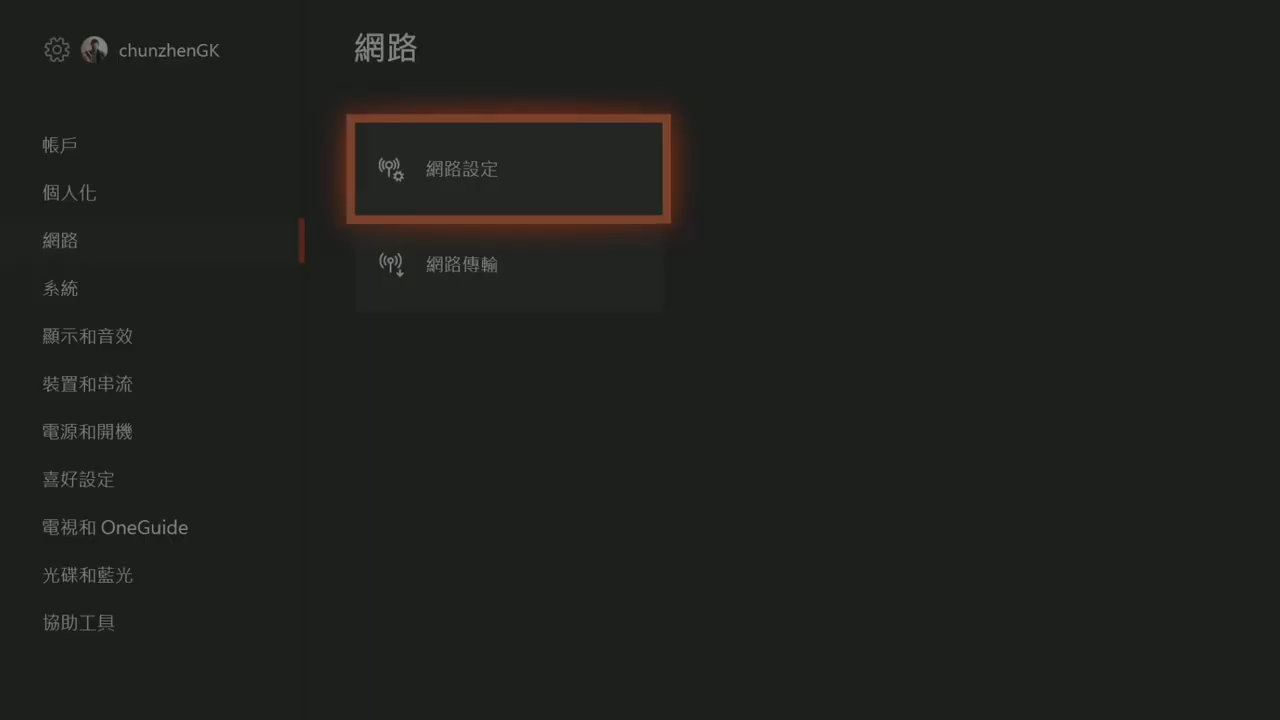 chunzhenGK
帳戶
個人化
網路
系統
顯示和音效
裝置和串流
電源和開機
喜好設定
電視和 OneGuide
光碟和藍光
協助工具
網路
網路設定
網路傳輸